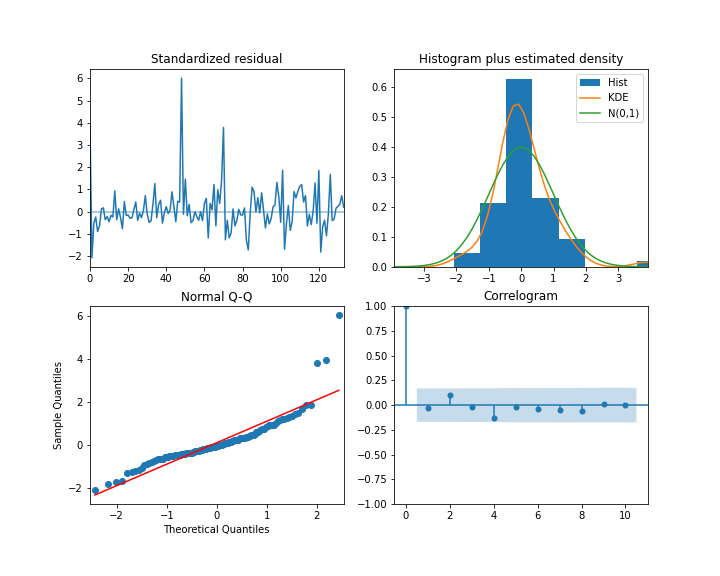 Standardized residual
6
5
4
3
2
1
0
−1
−2
0 20 40 60 80 100 120
Histogram plus estimated density
0.6
0.5
0.4
0.3
0.2
0.1
0.0
−3 −2 −1 0 1 2 3
Hist
KDE
N(0,1)
Normal Q-Q
Sample Quantiles
6
4
2
0
−2
−2 −1 0 1 2
Theoretical Quantiles
Correlogram
1.00
0.75
0.50
0.25
0.00
−0.25
−0.50
−0.75
−1.00
0 2 4 6 8 10